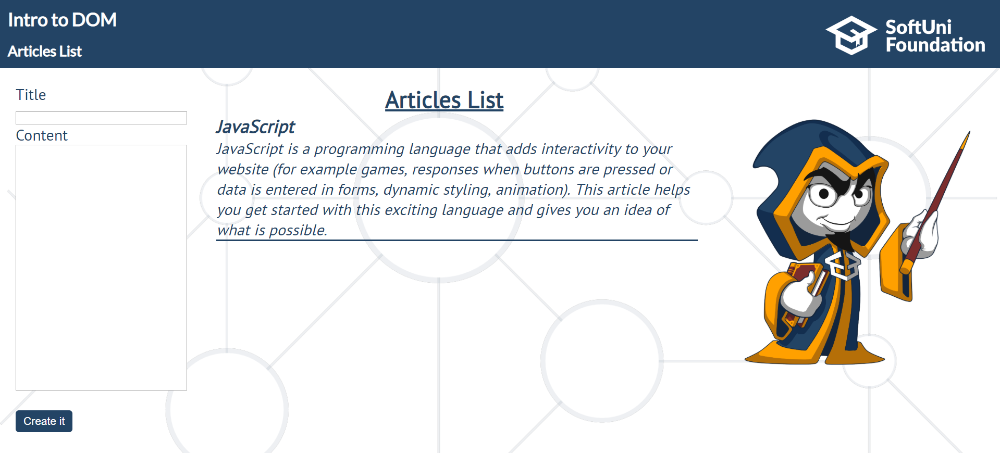 Intro to DOM
Articles List
SoftUni
Foundation
Title
Content
Create it
Articles List
JavaScript
JavaScript is a programming language that adds interactivity to your
website (for example games, responses when buttons are pressed or
data is entered in forms, dynamic styling, animation). This article helps
you get started with this exciting language and gives you an idea of
what is possible.